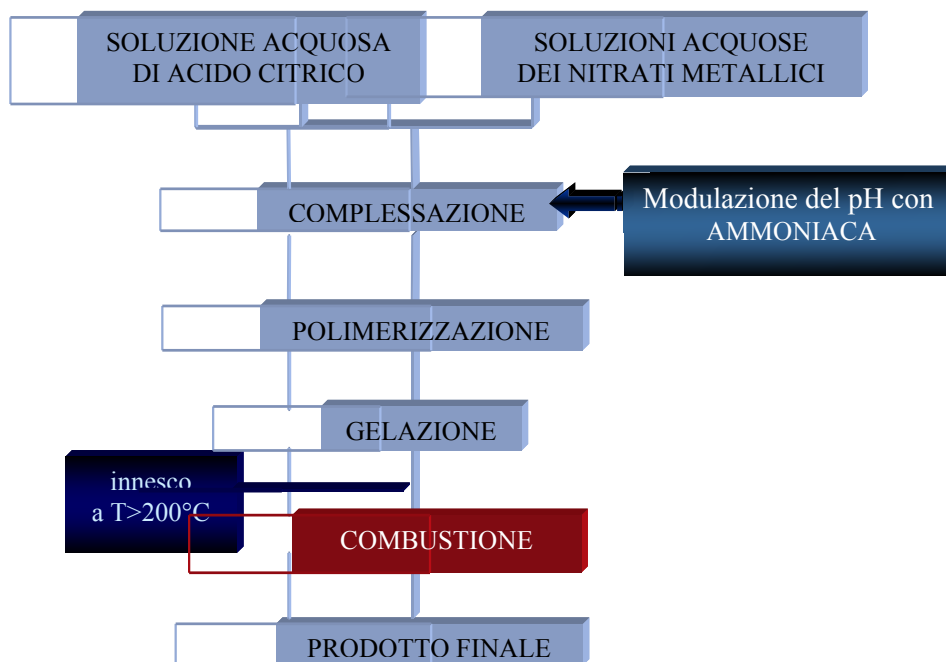 SOLUZIONE ACQUOSA
DI ACIDO CITRICO
SOLUZIONI ACQUOSE
DEI NITRATI METALLICI
COMPLESSAZIONE
Modulazione del pH con
AMMONIACA
POLIMERIZZAZIONE
GELAZIONE
innesco
a T>200°C
COMBUSTIONE
PRODOTTO FINALE